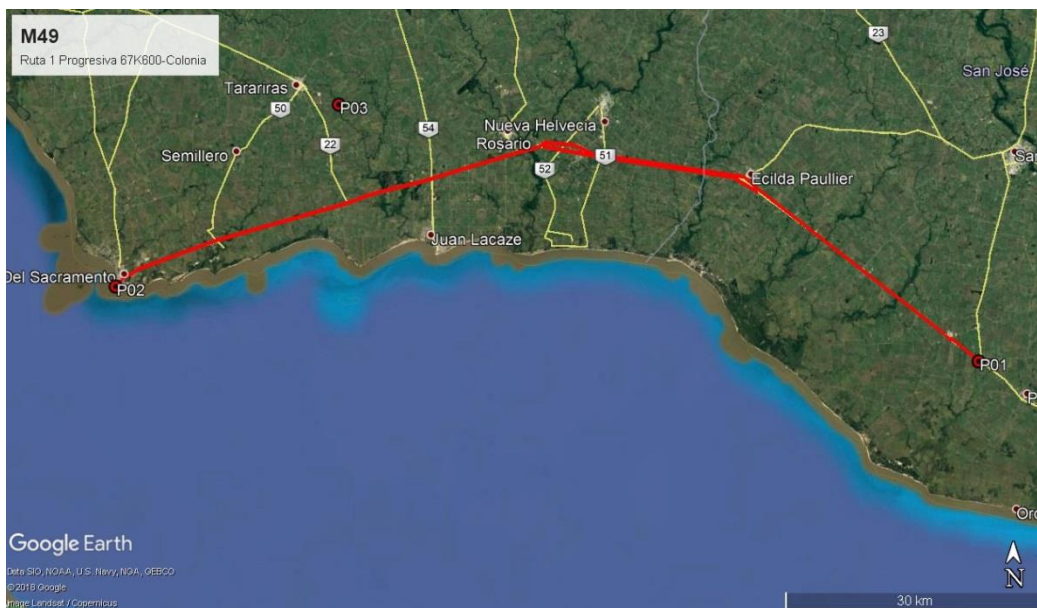 M49
Ruta 1 Progresiva 67K600-Colonia
23
San José
Tarariras
P03
50
54
22
Nueva Helvecia
Semillero
Rosario
51
52
Ecilda Paullier
Juan Lacaze
Del Sacramento
P02
P01
Google Earth
Data SIO, NOAA, U.S. Navy, NGA, GEBCO
© 2018 Google
Image Landsat / Copernicus
N
30 km